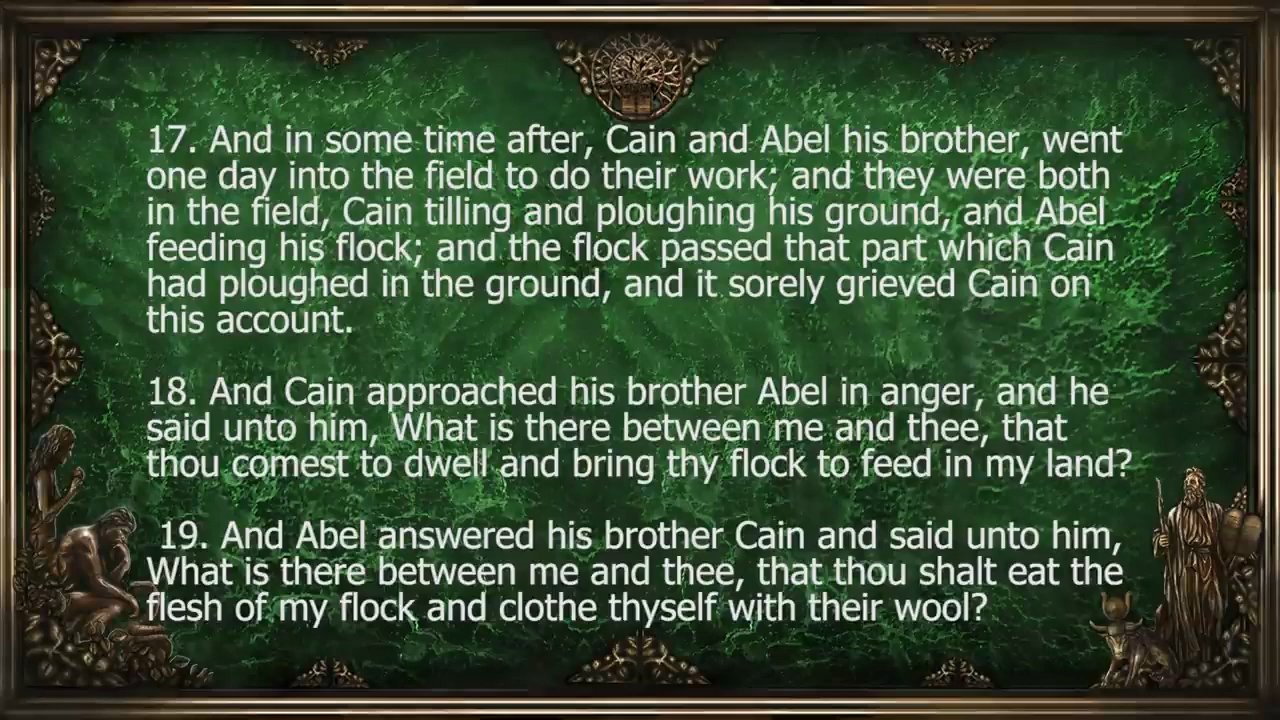 17. And in some time after, Cain and Abel his brother, went
one day into the field to do their work; and they were both
in the field, Cain tilling and ploughing his ground, and Abel
feeding his flock; and the flock passed that part which Cain
had ploughed in the ground, and it sorely grieved Cain on
this account.
18. And Cain approached his brother Abel in anger, and he
said unto him, What is there between me and thee, that
thou comest to dwell and bring thy flock to feed in my land?
19. And Abel answered his brother Cain and said unto him,
What is there between me and thee, that thou shalt eat the
flesh of my flock and clothe thyself with their wool?